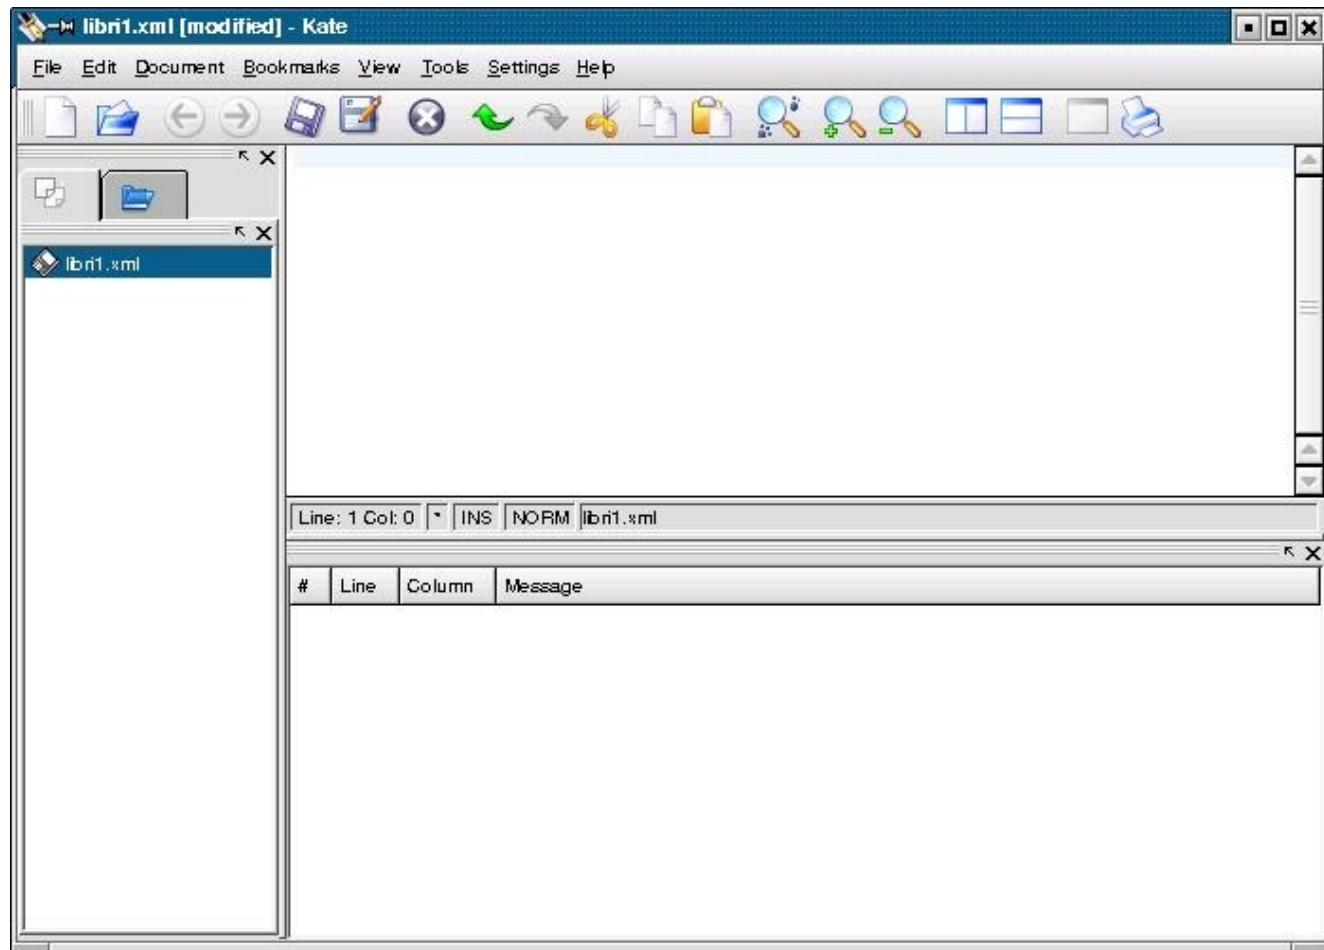 libri1.xml [modified] - Kate
File Edit Document Bookmarks View Tools Settings Help
libri1.xml
Line: 1 Col: 0 * INS NORM libri1.xml
# Line Column Message